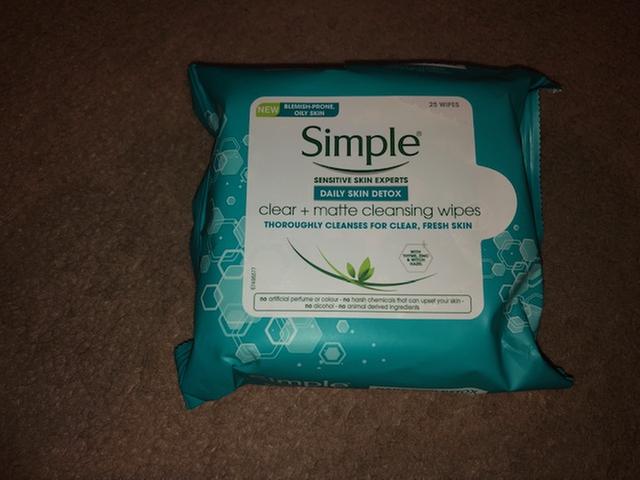 NEW
BLEMISH-PRONE,
OILY SKIN
25 WIPES
Simple®
SENSITIVE SKIN EXPERTS
DAILY SKIN DETOX
clear + matte cleansing wipes
THOROUGHLY CLEANSES FOR CLEAR, FRESH SKIN
WITH
THYME, ZINC
& WITCH
HAZEL
no artificial perfume or colour - no harsh chemicals that can upset your skin -
no alcohol - no animal derived ingredients
Simple